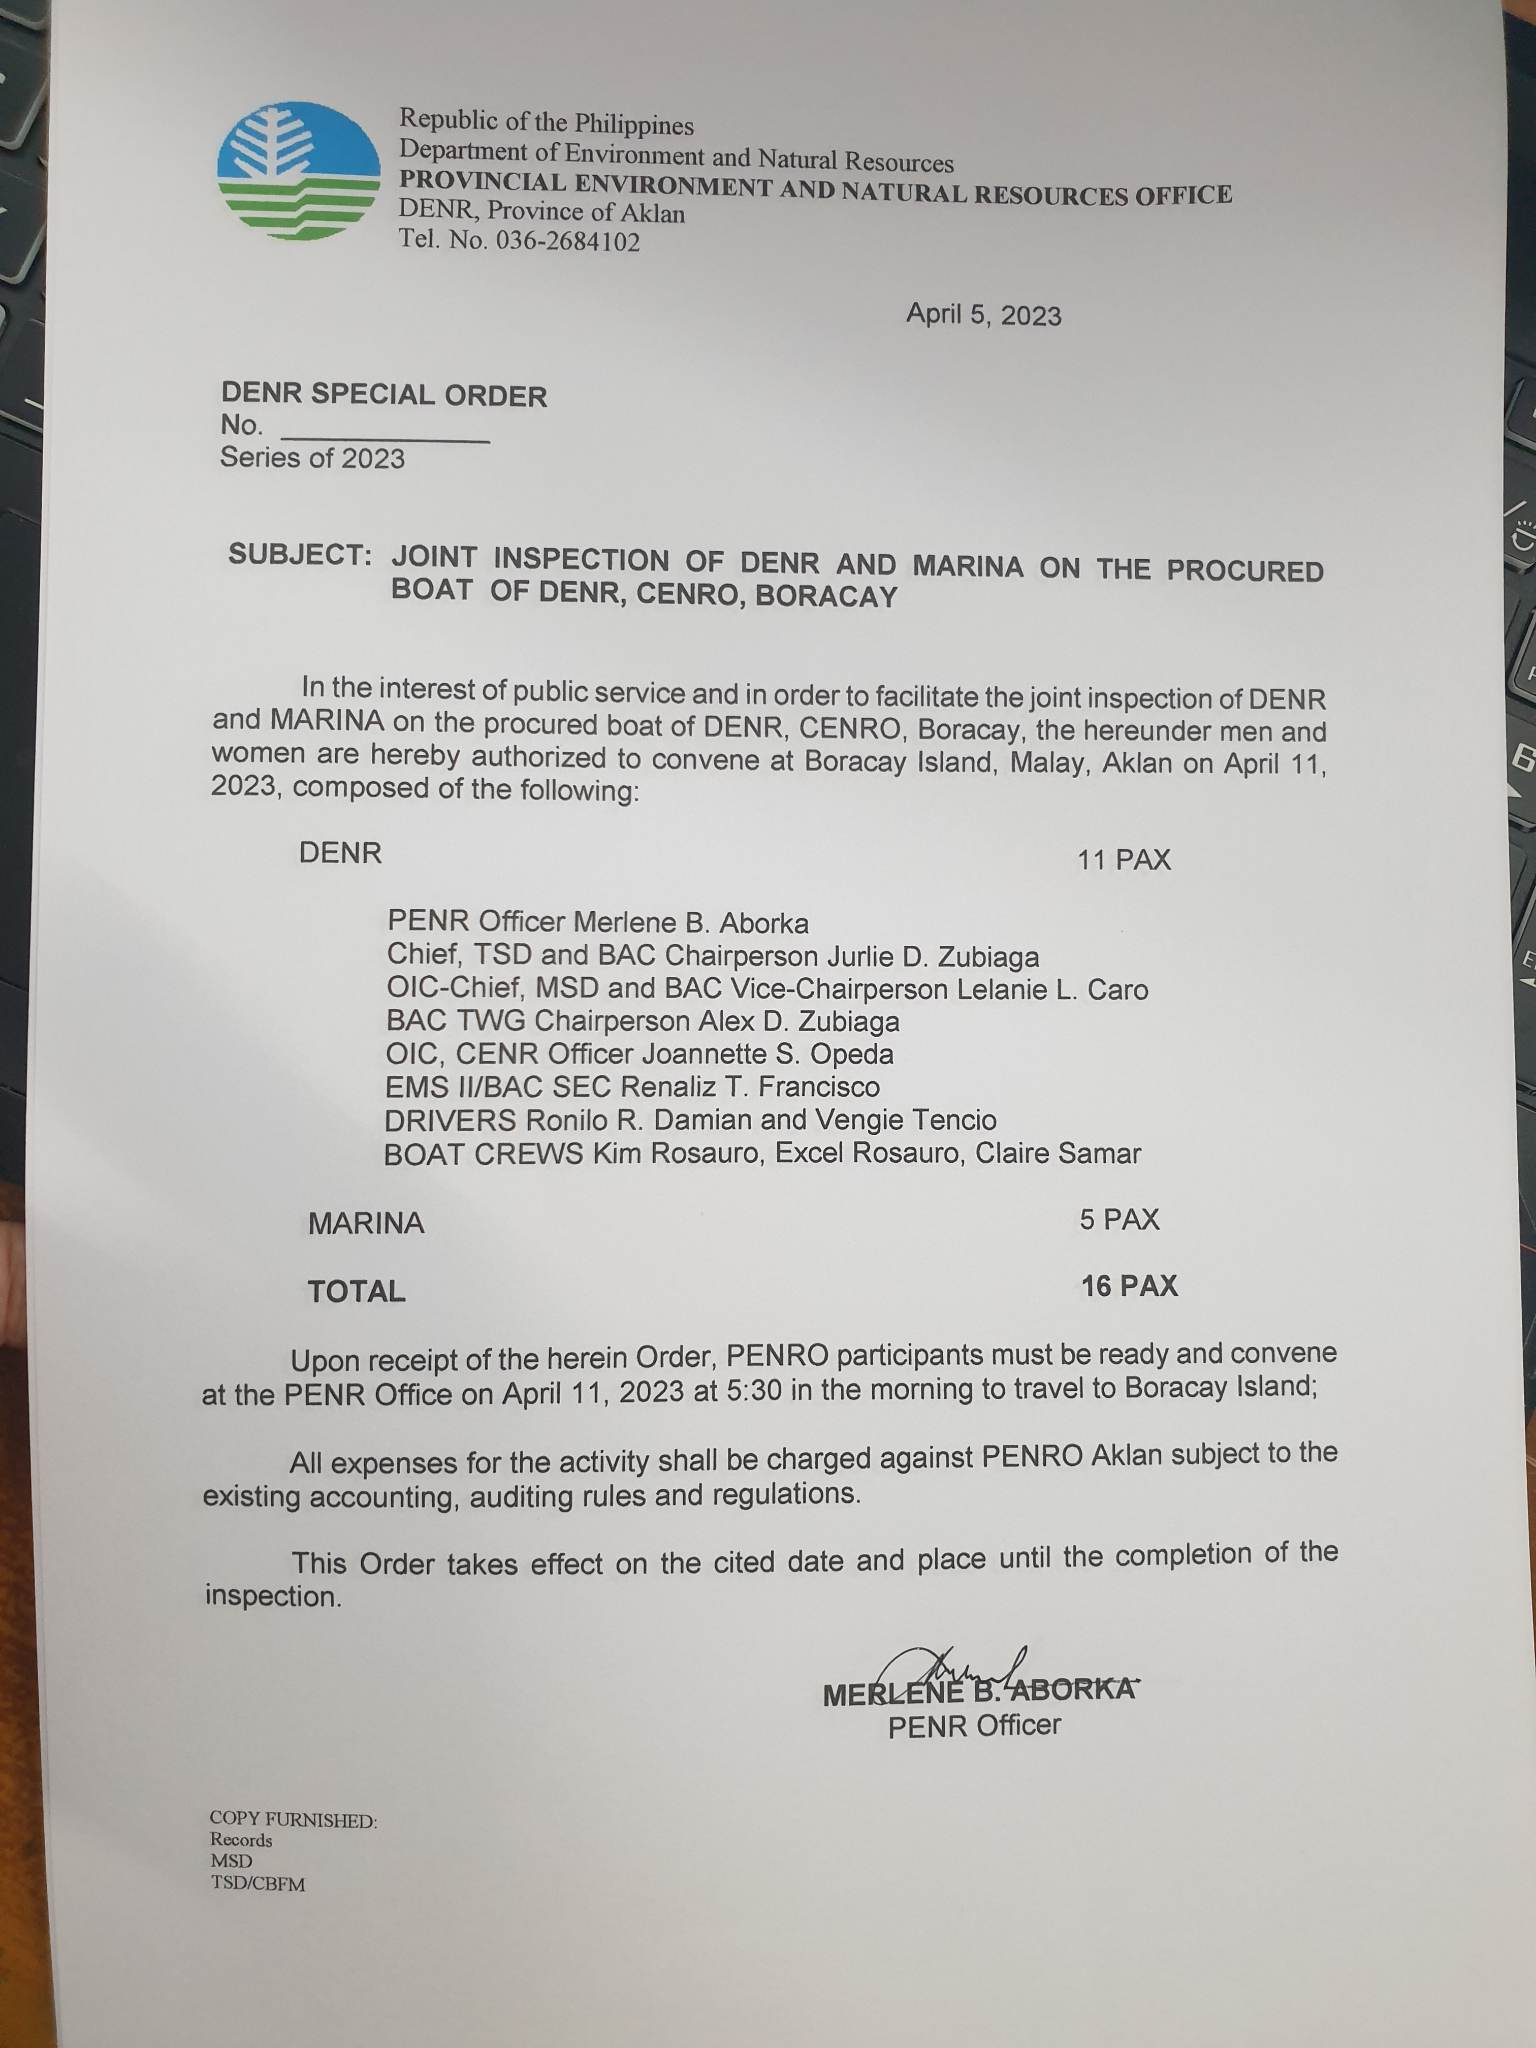 Republic of the Philippines
Department of Environment and Natural Resources
PROVINCIAL ENVIRONMENT AND NATURAL RESOURCES OFFICE
DENR, Province of Aklan
Tel. No. 036-2684102
April 5, 2023
DENR SPECIAL ORDER
No. ______________
Series of 2023
SUBJECT: JOINT INSPECTION OF DENR AND MARINA ON THE PROCURED
BOAT OF DENR, CENRO, BORACAY
In the interest of public service and in order to facilitate the joint inspection of DENR
and MARINA on the procured boat of DENR, CENRO, Boracay, the hereunder men and
women are hereby authorized to convene at Boracay Island, Malay, Aklan on April 11,
2023, composed of the following:
DENR 11 PAX
PENR Officer Merlene B. Aborka
Chief, TSD and BAC Chairperson Jurlie D. Zubiaga
OIC-Chief, MSD and BAC Vice-Chairperson Lelanie L. Caro
BAC TWG Chairperson Alex D. Zubiaga
OIC, CENR Officer Joannette S. Opeda
EMS II/BAC SEC Renaliz T. Francisco
DRIVERS Ronilo R. Damian and Vengie Tencio
BOAT CREWS Kim Rosauro, Excel Rosauro, Claire Samar
MARINA 5 PAX
TOTAL 16 PAX
Upon receipt of the herein Order, PENRO participants must be ready and convene
at the PENR Office on April 11, 2023 at 5:30 in the morning to travel to Boracay Island;
All expenses for the activity shall be charged against PENRO Aklan subject to the
existing accounting, auditing rules and regulations.
This Order takes effect on the cited date and place until the completion of the
inspection.
MERLENE B. ABORKA
PENR Officer
COPY FURNISHED:
Records
MSD
TSD/CBFM